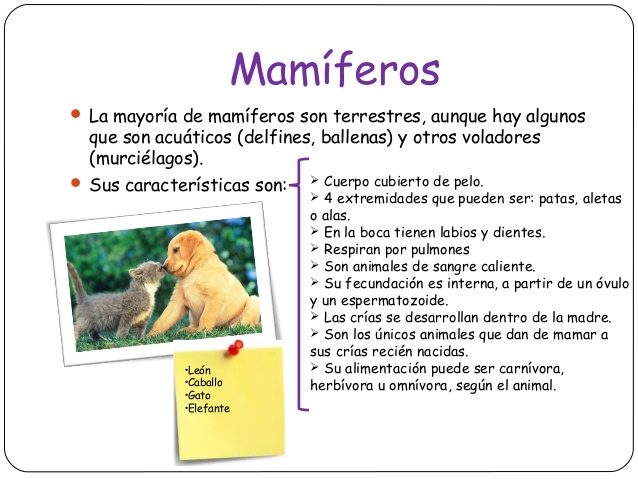 Mamíferos
• La mayoría de mamíferos son terrestres, aunque hay algunos
que son acuáticos (delfines, ballenas) y otros voladores
(murciélagos).
• Sus características son:
➢ Cuerpo cubierto de pelo.
➢ 4 extremidades que pueden ser: patas, aletas
o alas.
➢ En la boca tienen labios y dientes.
➢ Respiran por pulmones
➢ Son animales de sangre caliente.
➢ Su fecundación es interna, a partir de un óvulo
y un espermatozoide.
➢ Las crías se desarrollan dentro de la madre.
➢ Son los únicos animales que dan de mamar a
sus crías recién nacidas.
➢ Su alimentación puede ser carnívora,
herbívora u omnívora, según el animal.
•León
•Caballo
•Gato
•Elefante